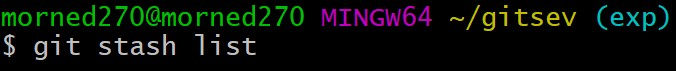 morned270@morned270 MINGW64 ~/gitsev (exp)
$ git stash list